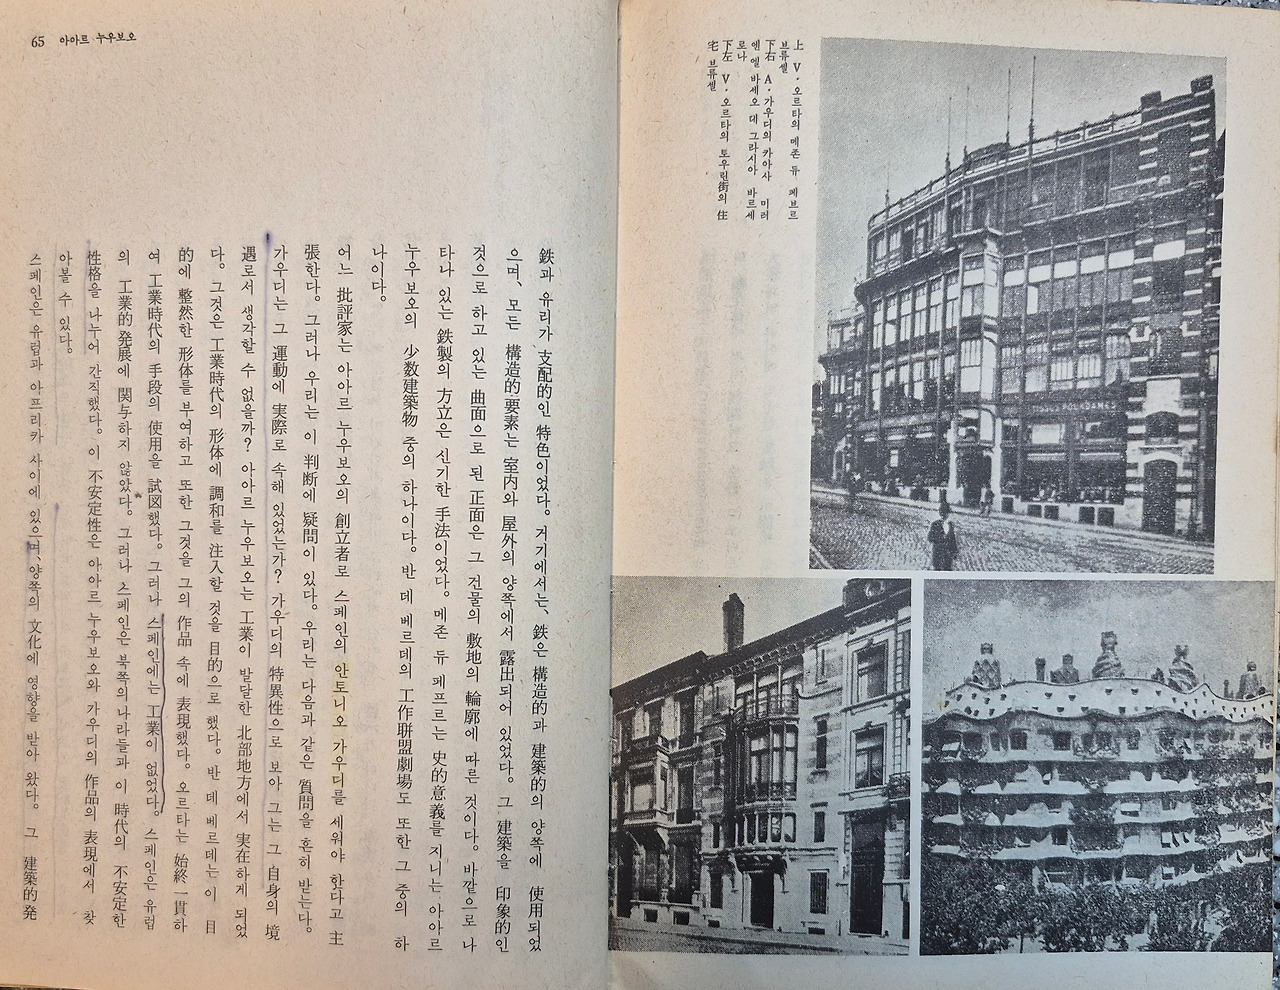 上 V·오르타의 메존 듀 페브르
브륫셀
下右 A·가우디의 카아사 미러
엔 엘 바세오 데 그라시아 바르세
로나
下左 V·오르타의 토우린街의 住
宅 브류셀
65 아아르 누우보오
鉄과 유리가 支配的인 特色이었다。거기에서는、鉄은 構造的과 建築的의 양쪽에 使用되었
으며、모든 構造的 要素는 室内와 屋外의 양쪽에서 露出되어 있었다。그 建築을 印象的인
것으로 하고 있는 曲面으로 된 正面은 그 건물의 敷地의 輪廓에 따른 것이다。바깥으로 나
타나 있는 鉄製의 方立은 신기한 手法이었다。메존 듀 페프르는 史的意義를 지니는 아아르
누우보오의 少数建築物 중의 하나이다。반 데 베르데의 工作联盟劇場도 또한 그 중의 하
나이다。
어느 批評家는 아아르 누우보오의 創立者로 스페인의 안토니오 가우디를 세워야 한다고 主
張한다。그러나 우리는 이 判断에 疑問이 있다。우리는 다음과 같은 質問을 흔히 받는다。
가우디는 그 運動에 実際로 속해 있었는가? 가우디의 特異性으로 보아 그는 그 自身의 境
遇로서 생각할 수 없을까? 아아르 누우보오는 工業이 발달한 北部地方에서 実在하게 되었
다。그것은 工業時代의 形体에 調和를 注入할 것을 目的으로 했다。반 데 베르데는 이 目
的에 整然한 形体를 부여하고 또한 그것을 그의 作品 속에 表現했다。오르타는 始終一貫하
여 工業時代의 手段의 使用을 試図했다。그러나 스페인에는 工業이 없었다。스페인은 유럽
의 工業的 発展에 関与하지 않았다。그러나 스페인은 북쪽의 나라들과 이 時代의 不安定한
性格을 나누어 간직했다。이 不安定性은 아아르 누우보오와 가우디의 作品의 表現에서 찾
아볼 수 있다。
스페인은 유럽과 아프리카 사이에 있으며、양쪽의 文化에 영향을 받아 왔다。그 建築的 発